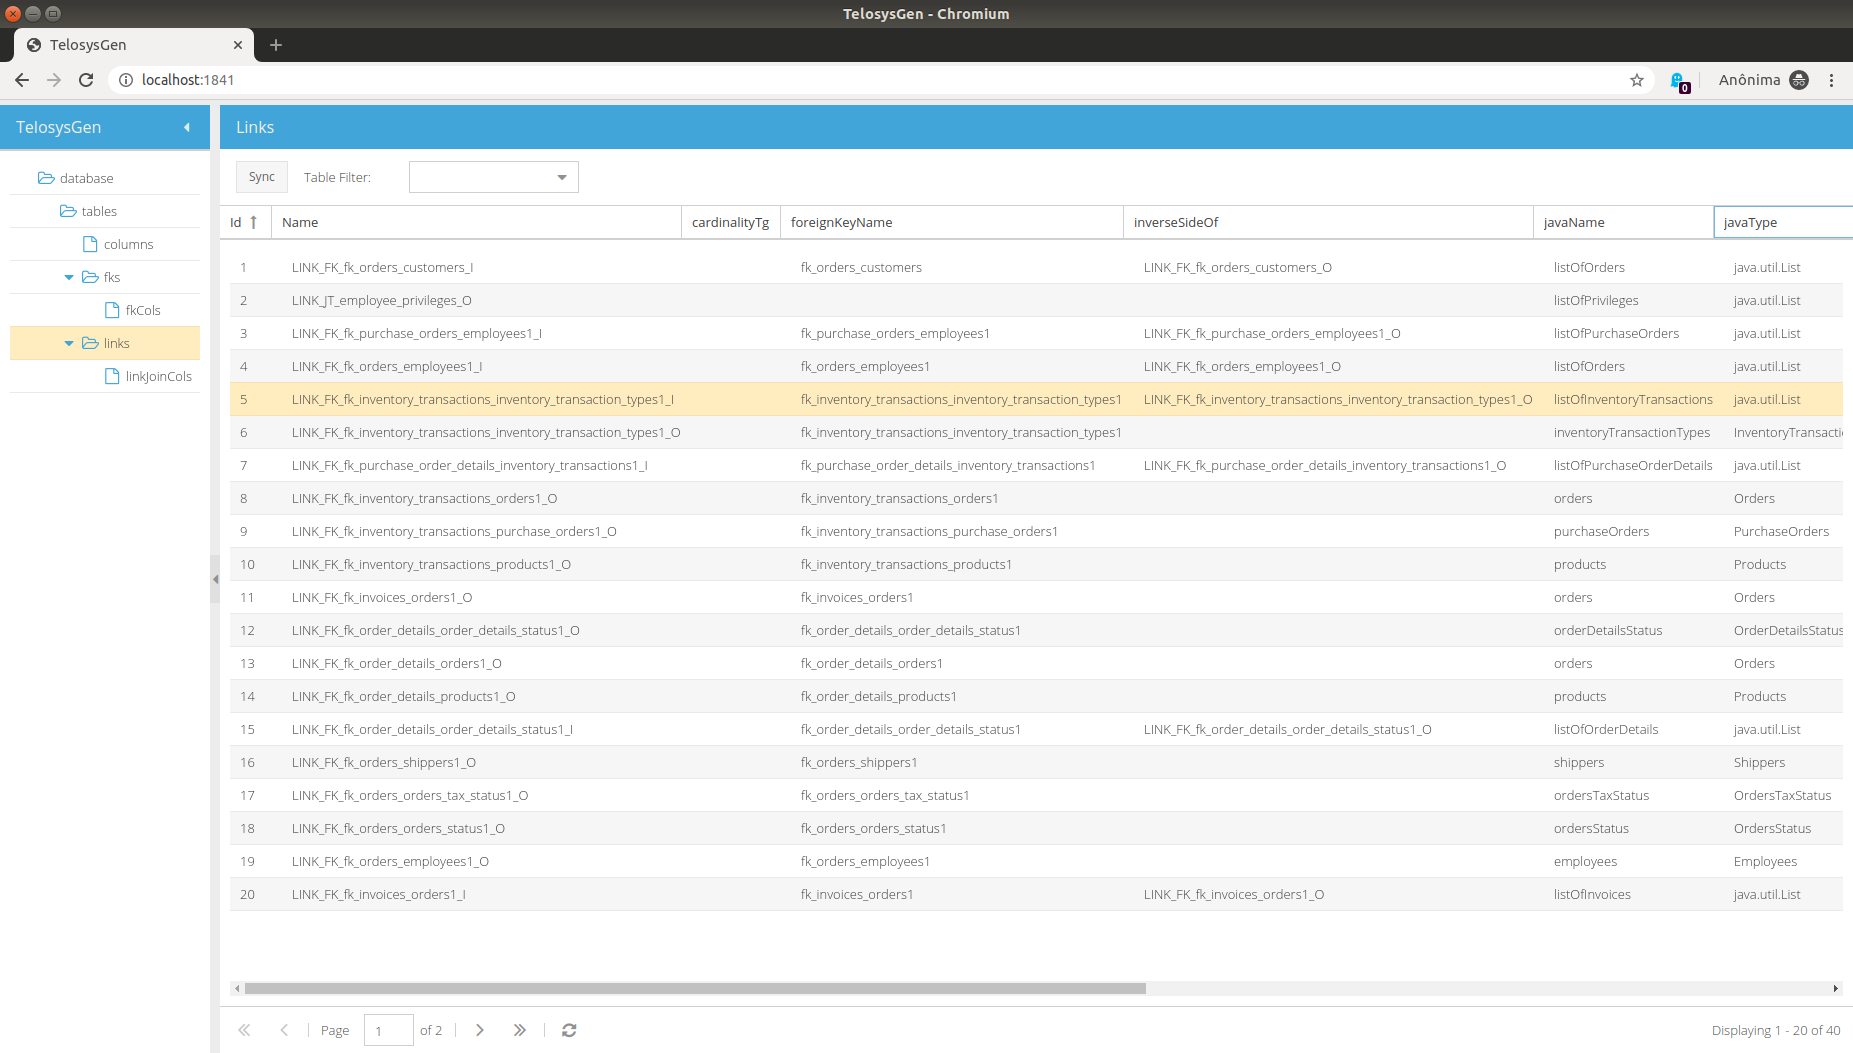 TelosysGen - Chromium
TelosysGen
localhost:1841
0
Anônima
TelosysGen
Links
database
tables
columns
fks
fkCols
links
linkJoinCols
Sync Table Filter:
Id Name cardinalityTg foreignKeyName inverseSideOf javaName javaType
1 LINK_FK_fk_orders_customers_I fk_orders_customers LINK_FK_fk_orders_customers_O listOfOrders java.util.List
2 LINK_JT_employee_privileges_O listOfPrivileges java.util.List
3 LINK_FK_fk_purchase_orders_employees1_I fk_purchase_orders_employees1 LINK_FK_fk_purchase_orders_employees1_O listOfPurchaseOrders java.util.List
4 LINK_FK_fk_orders_employees1_I fk_orders_employees1 LINK_FK_fk_orders_employees1_O listOfOrders java.util.List
5 LINK_FK_fk_inventory_transactions_inventory_transaction_types1_I fk_inventory_transactions_inventory_transaction_types1 LINK_FK_fk_inventory_transactions_inventory_transaction_types1_O listOfInventoryTransactions java.util.List
6 LINK_FK_fk_inventory_transactions_inventory_transaction_types1_O fk_inventory_transactions_inventory_transaction_types1 inventoryTransactionTypes InventoryTransacti
7 LINK_FK_fk_purchase_order_details_inventory_transactions1_I fk_purchase_order_details_inventory_transactions1 LINK_FK_fk_purchase_order_details_inventory_transactions1_O listOfPurchaseOrderDetails java.util.List
8 LINK_FK_fk_inventory_transactions_orders1_O fk_inventory_transactions_orders1 orders Orders
9 LINK_FK_fk_inventory_transactions_purchase_orders1_O fk_inventory_transactions_purchase_orders1 purchaseOrders PurchaseOrders
10 LINK_FK_fk_inventory_transactions_products1_O fk_inventory_transactions_products1 products Products
11 LINK_FK_fk_invoices_orders1_O fk_invoices_orders1 orders Orders
12 LINK_FK_fk_order_details_order_details_status1_O fk_order_details_order_details_status1 orderDetailsStatus OrderDetailsStatus
13 LINK_FK_fk_order_details_orders1_O fk_order_details_orders1 orders Orders
14 LINK_FK_fk_order_details_products1_O fk_order_details_products1 products Products
15 LINK_FK_fk_order_details_order_details_status1_I fk_order_details_order_details_status1 LINK_FK_fk_order_details_order_details_status1_O listOfOrderDetails java.util.List
16 LINK_FK_fk_orders_shippers1_O fk_orders_shippers1 shippers Shippers
17 LINK_FK_fk_orders_orders_tax_status1_O fk_orders_orders_tax_status1 ordersTaxStatus OrdersTaxStatus
18 LINK_FK_fk_orders_orders_status1_O fk_orders_orders_status1 ordersStatus OrdersStatus
19 LINK_FK_fk_orders_employees1_O fk_orders_employees1 employees Employees
20 LINK_FK_fk_invoices_orders1_I fk_invoices_orders1 LINK_FK_fk_invoices_orders1_O listOfInvoices java.util.List
Page 1 of 2 Displaying 1 - 20 of 40